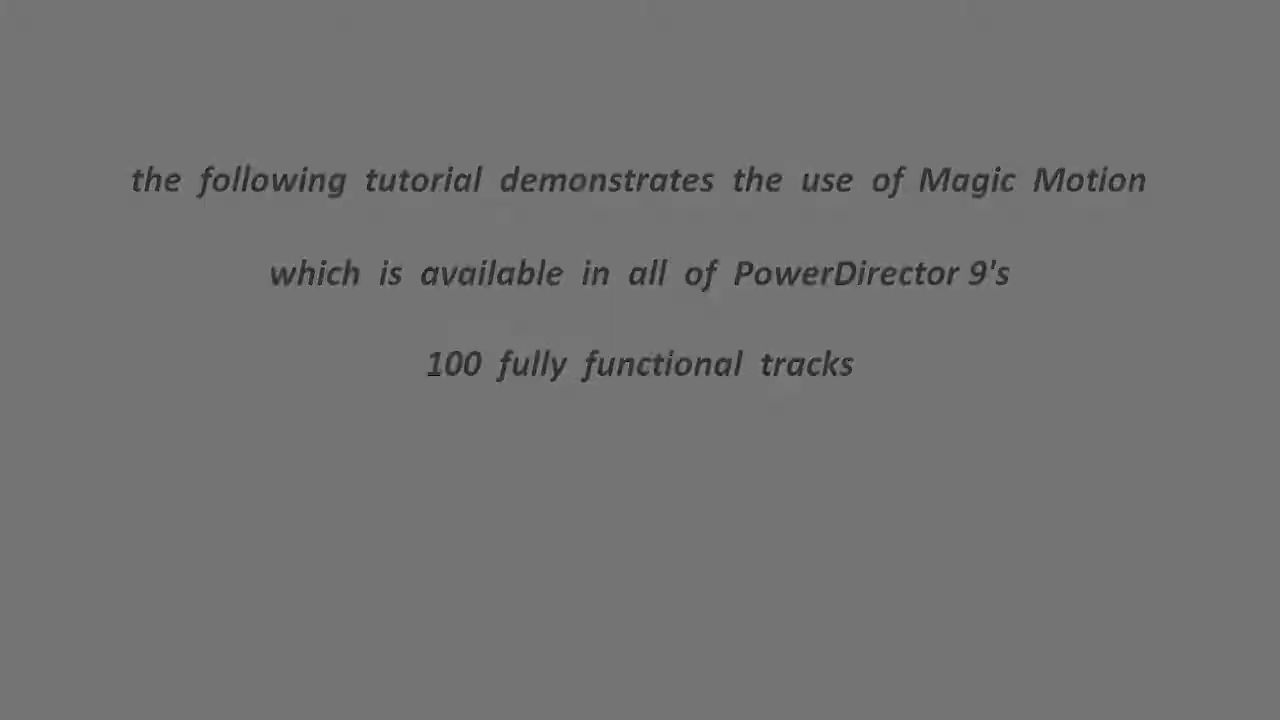 the following tutorial demonstrates the use of Magic Motion
which is available in all of PowerDirector 9's
100 fully functional tracks